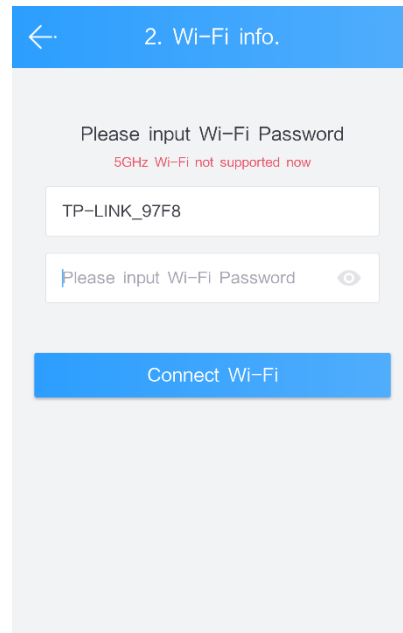 2. Wi-Fi info.
Please input Wi-Fi Password
5GHz Wi-Fi not supported now
TP-LINK_97F8
Please input Wi-Fi Password
Connect Wi-Fi